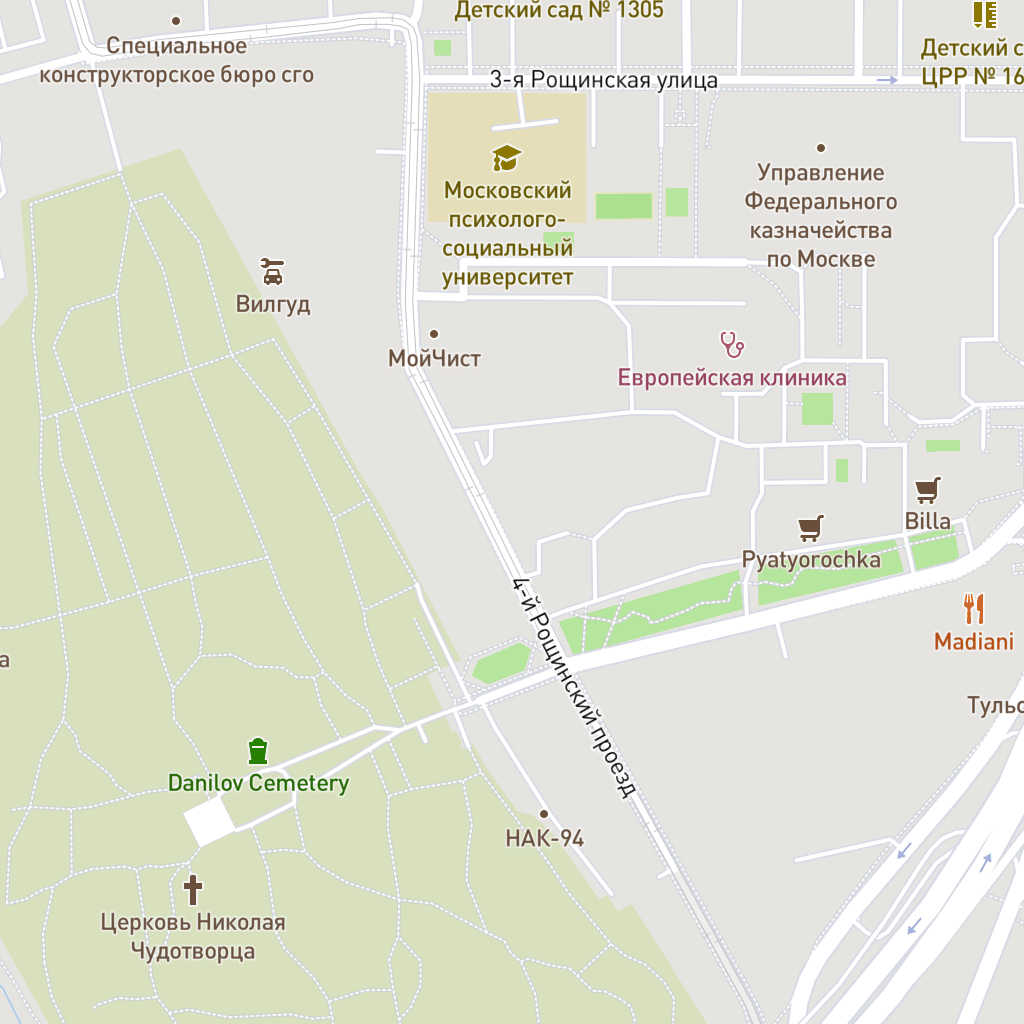 Детский сад № 1305
Специальное
конструкторское бюро сго
Детский с
ЦРР № 16
3-я Рощинская улица
Московский
психолого-
социальный
университет
Управление
Федерального
казначейства
по Москве
Вилгуд
МойЧист
Европейская клиника
Billa
Pyatyorochka
4-й Рощинский проезд
Madiani
а
Тульс
Danilov Cemetery
НАК-94
Церковь Николая
Чудотворца